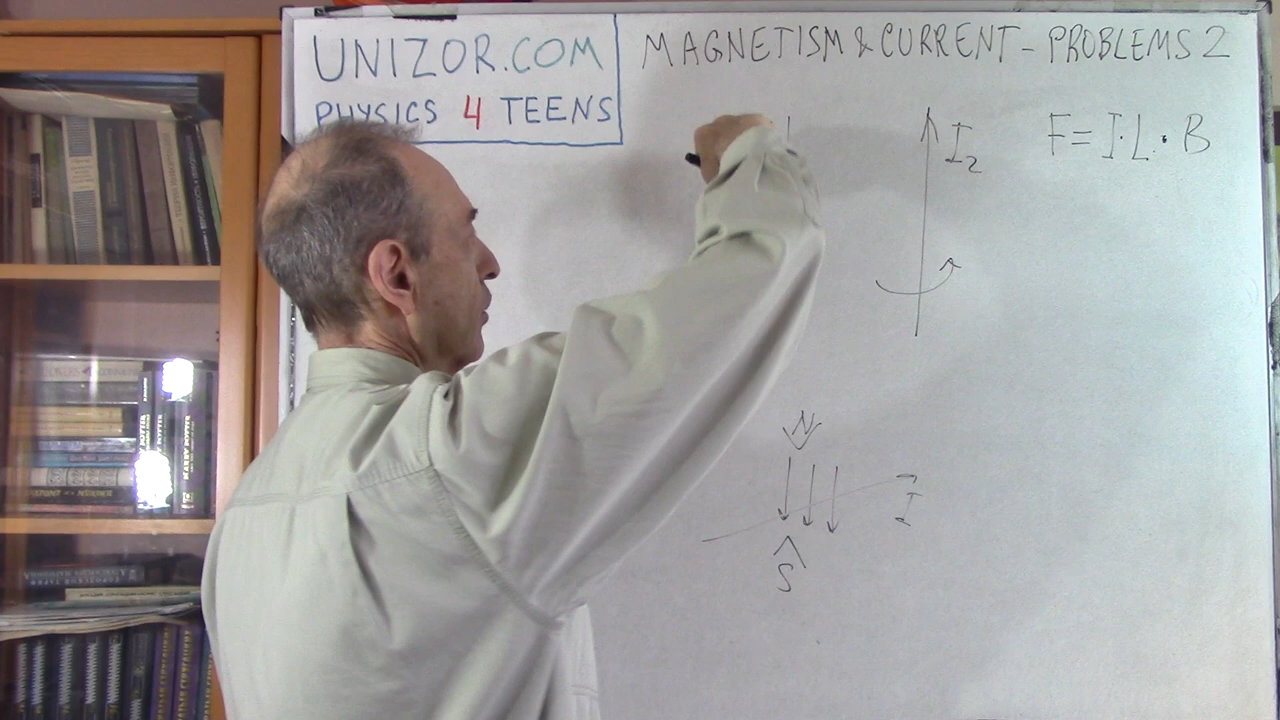 UNIZOR.COM
PHYSICS 4 TEENS
MAGNETISM & CURRENT - PROBLEMS 2
I₂
F = I·L·B
N
I
S